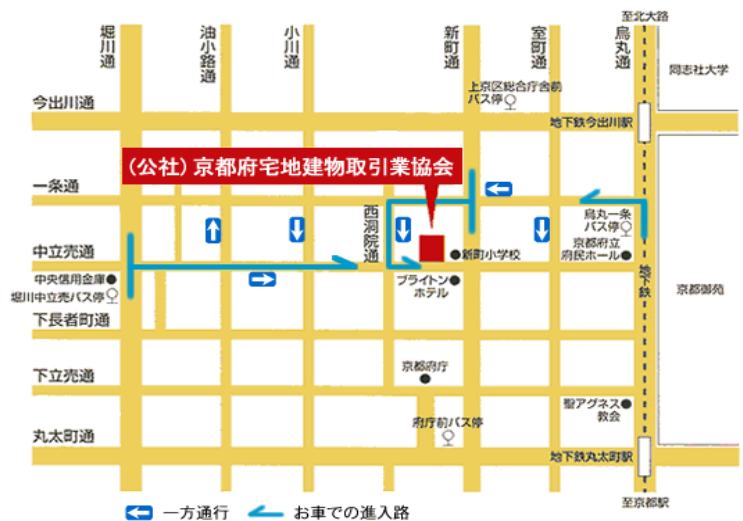 至北大路
堀川通
油小路通
小川通
新町通
室町通
烏丸通
同志社大学
上京区総合庁舎前
バス停
今出川通
地下鉄今出川駅
(公社)京都府宅地建物取引業協会
一条通
西洞院通
烏丸一条
バス停
京都府立
府民ホール
中立売通
新町小学校
中央信用金庫
堀川中立売バス停
ブライトン
ホテル
地下鉄
京都御苑
下長者町通
京都府庁
下立売通
聖アグネス
教会
府庁前バス停
丸太町通
地下鉄丸太町駅
至京都駅
一方通行
お車での進入路